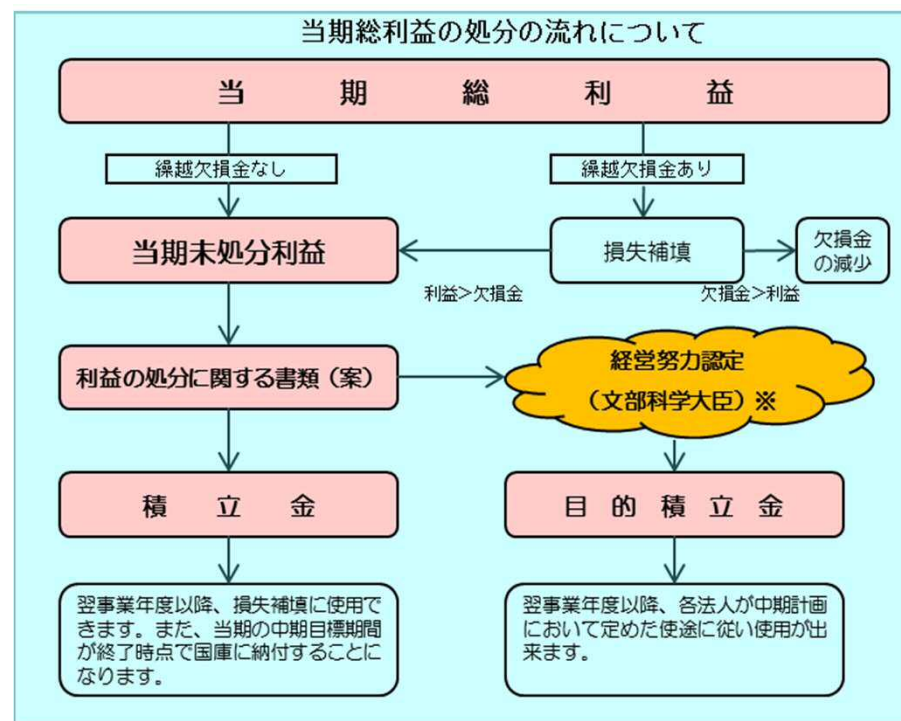 当期総利益の処分の流れについて
当期総利益
繰越欠損金なし
繰越欠損金あり
当期未処分利益
損失補填
欠損金
の減少
利益>欠損金
欠損金>利益
利益の処分に関する書類（案）
経営努力認定
（文部科学大臣）※
積立金
目的積立金
翌事業年度以降、損失補填に使用で
きます。また、当期の中期目標期間
が終了時点で国庫に納付することに
なります。
翌事業年度以降、各法人が中期計画
において定めた使途に従い使用が出
来ます。